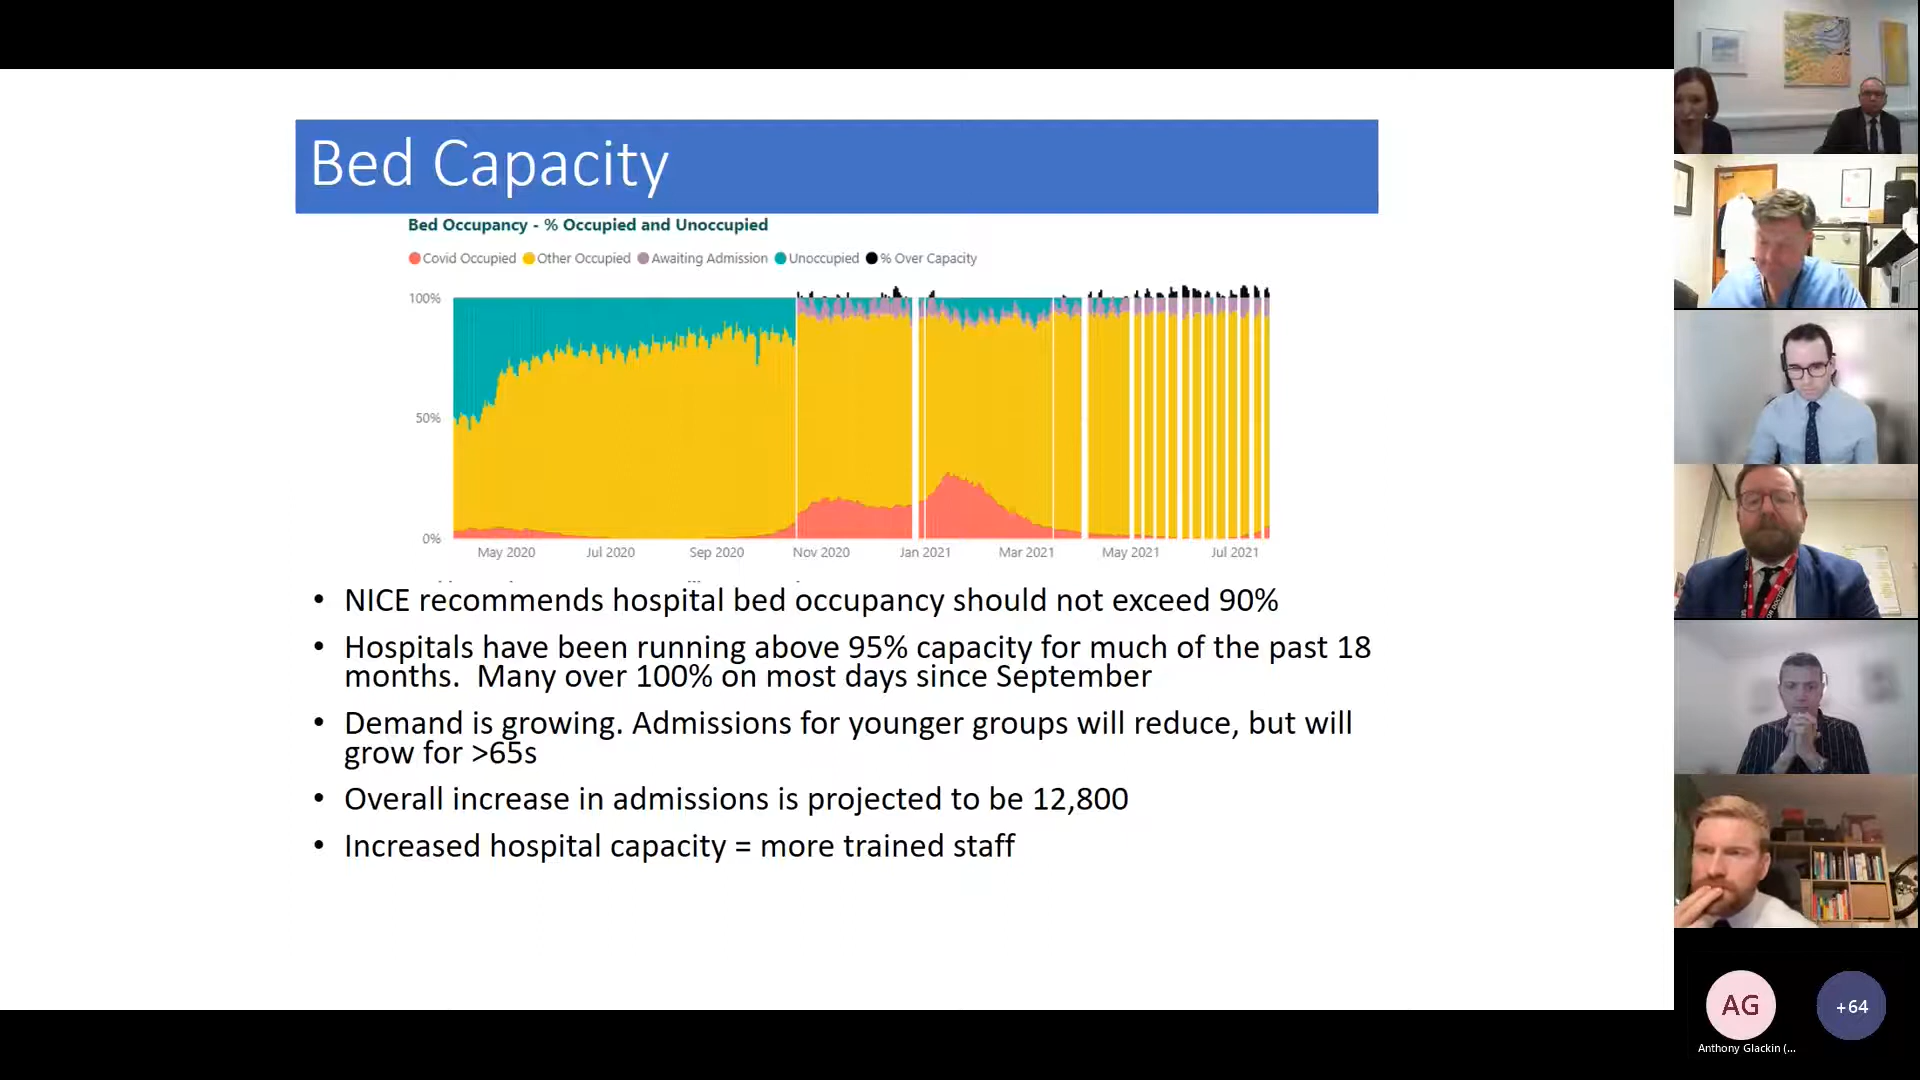 Bed Capacity
Bed Occupancy - % Occupied and Unoccupied
Covid Occupied Other Occupied Awaiting Admission Unoccupied % Over Capacity
100%
50%
0%
May 2020 Jul 2020 Sep 2020 Nov 2020 Jan 2021 Mar 2021 May 2021 Jul 2021
• NICE recommends hospital bed occupancy should not exceed 90%
• Hospitals have been running above 95% capacity for much of the past 18
months.  Many over 100% on most days since September
• Demand is growing. Admissions for younger groups will reduce, but will
grow for >65s
• Overall increase in admissions is projected to be 12,800
• Increased hospital capacity = more trained staff
AG
+64
Anthony Glackin (...